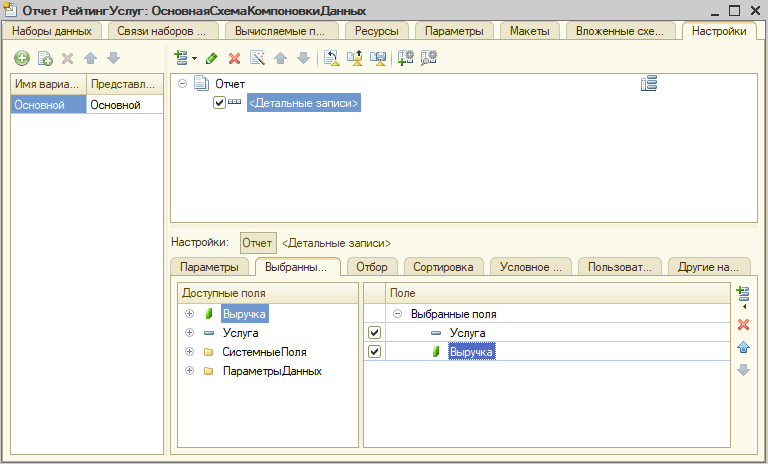 Отчет РейтингУслуг: ОсновнаяСхемаКомпоновкиДанных
Наборы данных Связи наборов ... Вычисляемые п... Ресурсы Параметры Макеты Вложенные схе... Настройки
Имя вариа... Представл...
Основной Основной
Отчет
<Детальные записи>
Настройки: Отчет <Детальные записи>
Параметры Выбранны... Отбор Сортировка Условное ... Пользоват... Другие на...
Доступные поля Поле
Выручка Выбранные поля
Услуга Услуга
СистемныеПоля Выручка
ПараметрыДанных